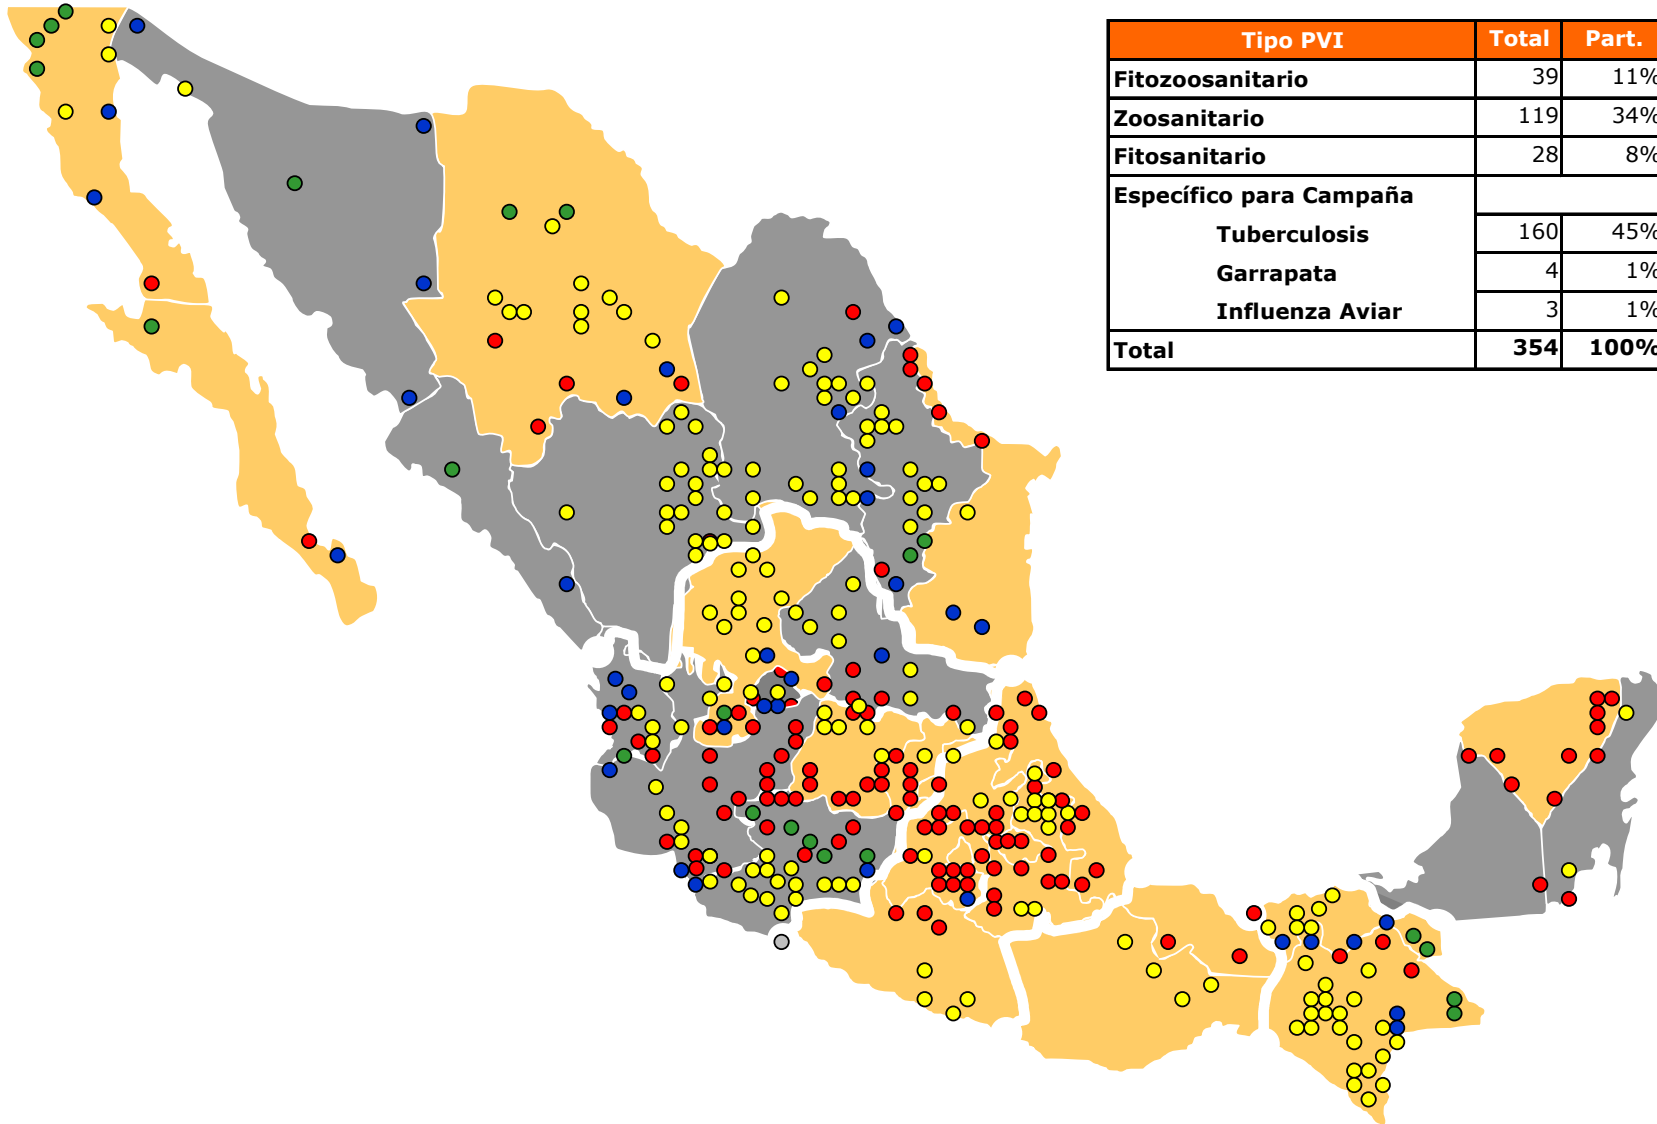 Tipo PVI Total Part.
Fitozoosanitario 39 11%
Zoosanitario 119 34%
Fitosanitario 28 8%
Específico para Campaña
Tuberculosis 160 45%
Garrapata 4 1%
Influenza Aviar 3 1%
Total 354 100%